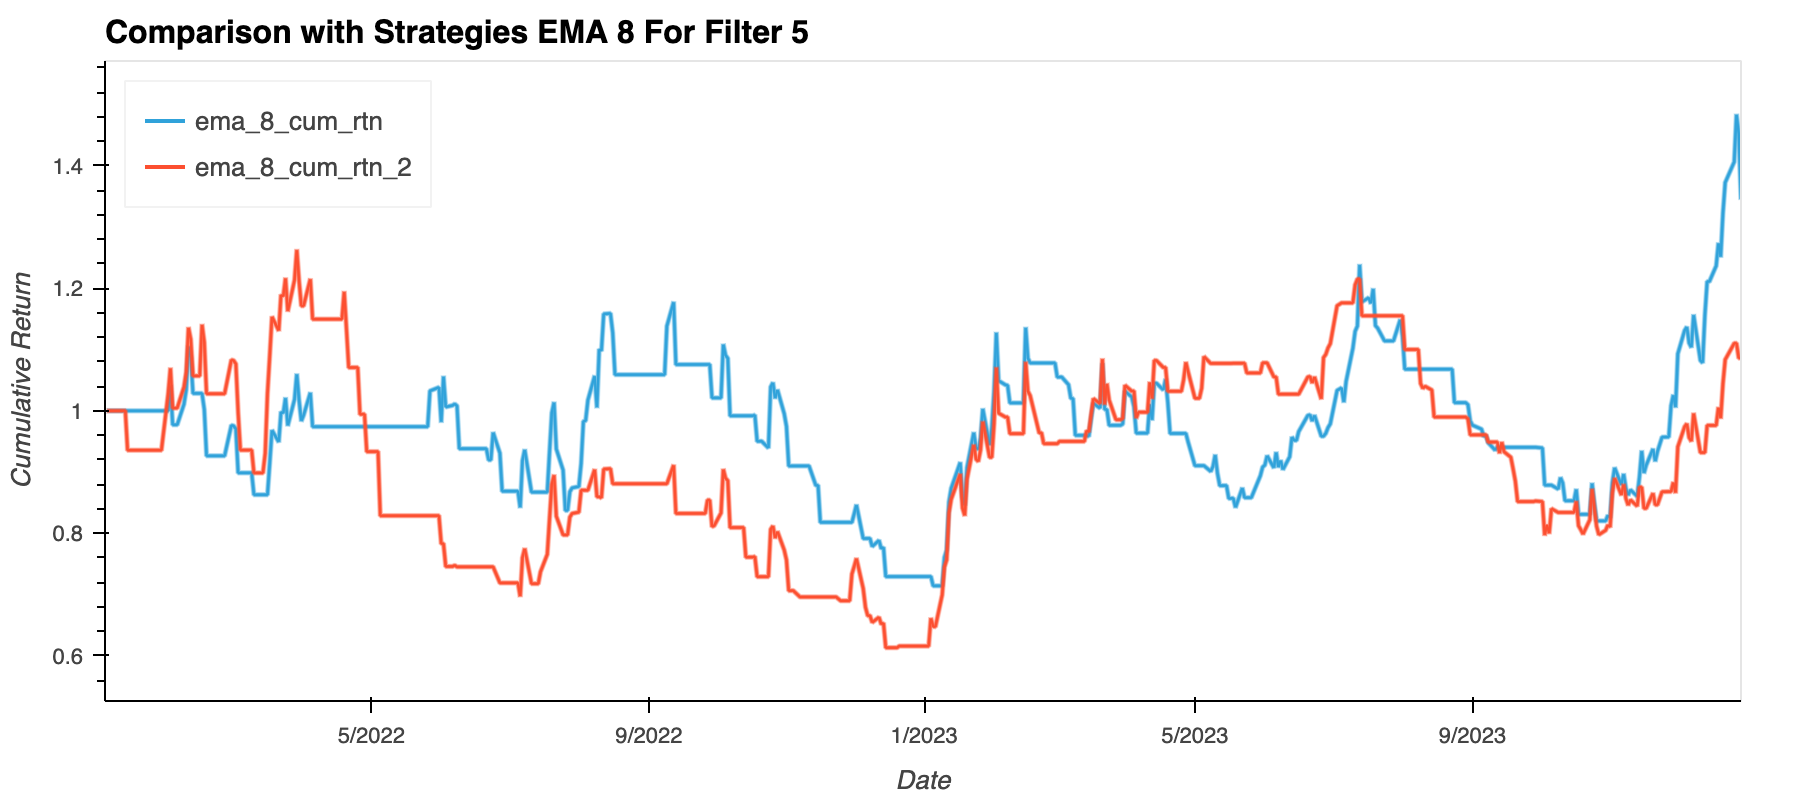 Comparison with Strategies EMA 8 For Filter 5
ema_8_cum_rtn
ema_8_cum_rtn_2
Cumulative Return
1.4
1.2
1
0.8
0.6
5/2022
9/2022
1/2023
5/2023
9/2023
Date